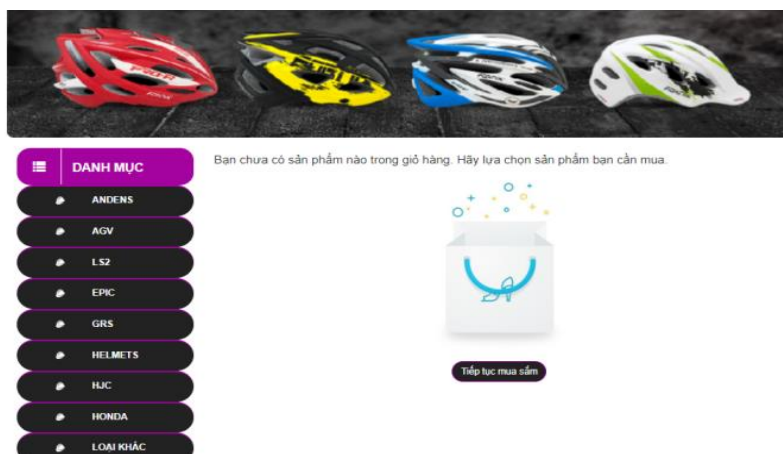 DANH MỤC
ANDENS
AGV
LS2
EPIC
GRS
HELMETS
HJC
HONDA
LOẠI KHÁC
Bạn chưa có sản phẩm nào trong giỏ hàng. Hãy lựa chọn sản phẩm bạn cần mua.
Tiếp tục mua sắm